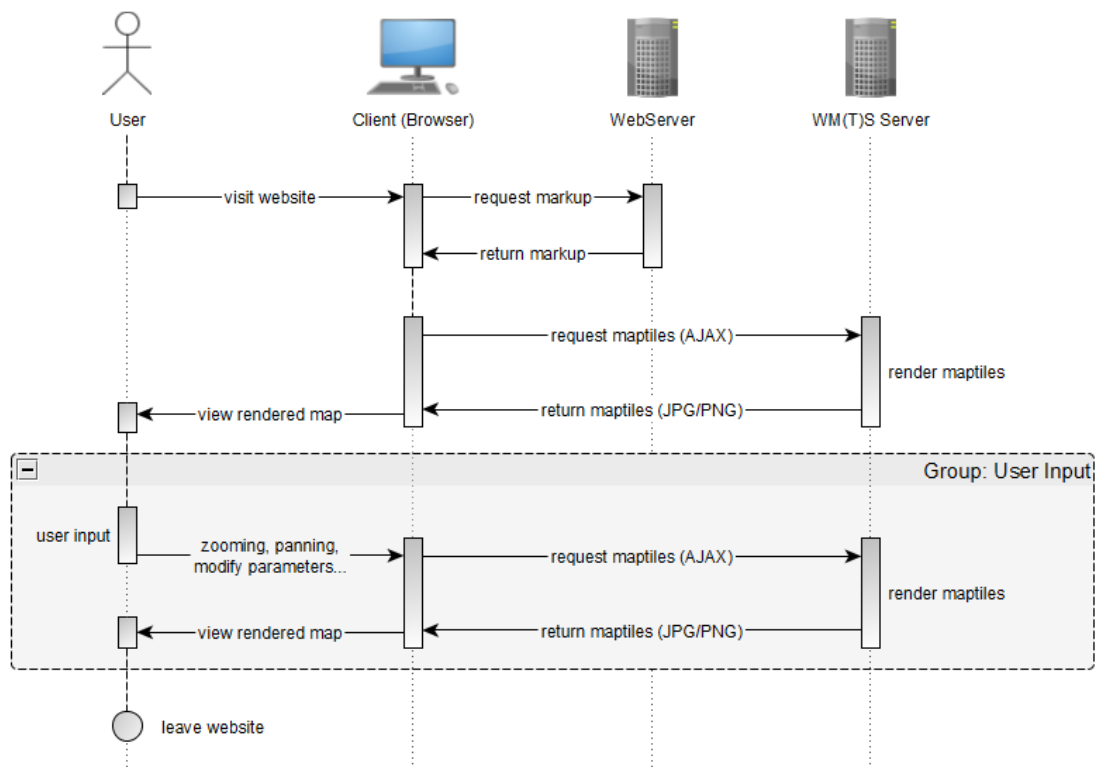 User
Client (Browser)
WebServer
WM(T)S Server
visit website
request markup
return markup
request maptiles (AJAX)
render maptiles
return maptiles (JPG/PNG)
view rendered map
Group: User Input
user input
zooming, panning,
modify parameters...
request maptiles (AJAX)
render maptiles
return maptiles (JPG/PNG)
view rendered map
leave website